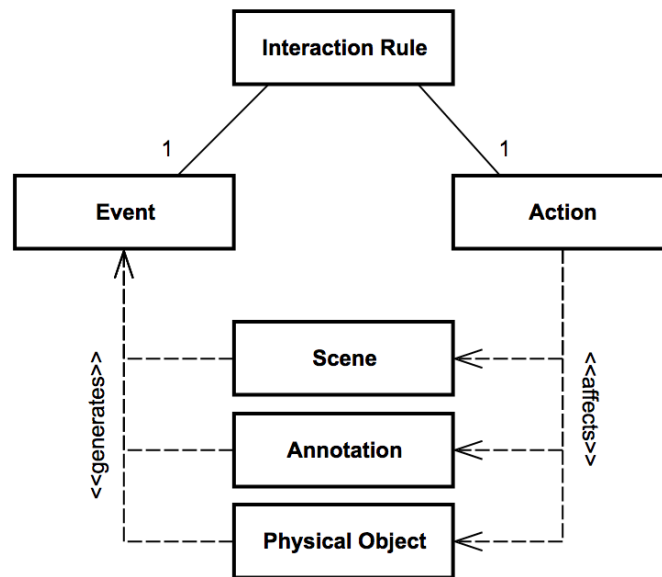 Interaction Rule
1
1
Event
Action
Scene
<<generates>>
<<affects>>
Annotation
Physical Object